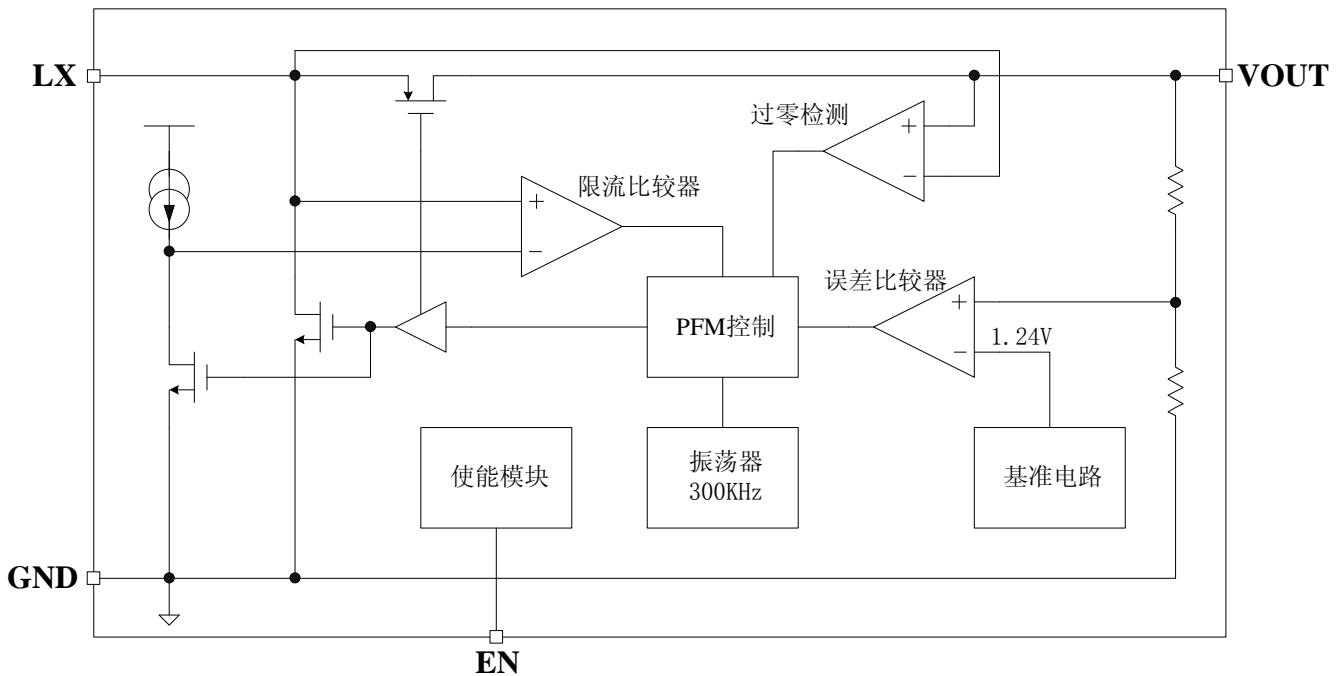 LX
VOUT
过零检测
+
-
限流比较器
+
-
误差比较器
PFM控制
+
1.24V
-
使能模块
振荡器
300KHz
基准电路
GND
EN